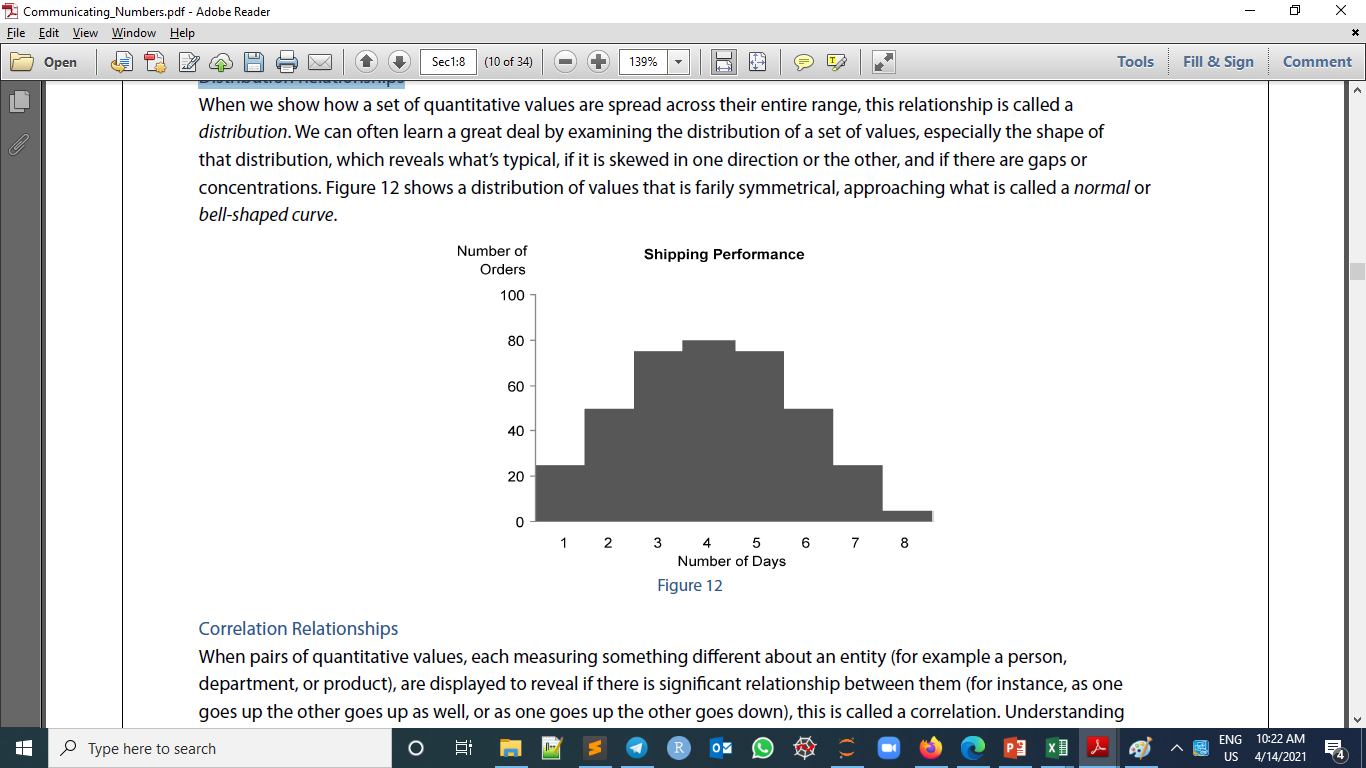 Communicating_Numbers.pdf - Adobe Reader
File Edit View Window Help
Open Sec1:8 (10 of 34) 139% Tools Fill & Sign Comment
Distribution Relationships
When we show how a set of quantitative values are spread across their entire range, this relationship is called a
distribution. We can often learn a great deal by examining the distribution of a set of values, especially the shape of
that distribution, which reveals what's typical, if it is skewed in one direction or the other, and if there are gaps or
concentrations. Figure 12 shows a distribution of values that is farily symmetrical, approaching what is called a normal or
bell-shaped curve.
Number of
Orders
Shipping Performance
100
80
60
40
20
0
1 2 3 4 5 6 7 8
Number of Days
Figure 12
Correlation Relationships
When pairs of quantitative values, each measuring something different about an entity (for example a person,
department, or product), are displayed to reveal if there is significant relationship between them (for instance, as one
goes up the other goes up as well, or as one goes up the other goes down), this is called a correlation. Understanding
Type here to search
ENG
US
10:22 AM
4/14/2021
4